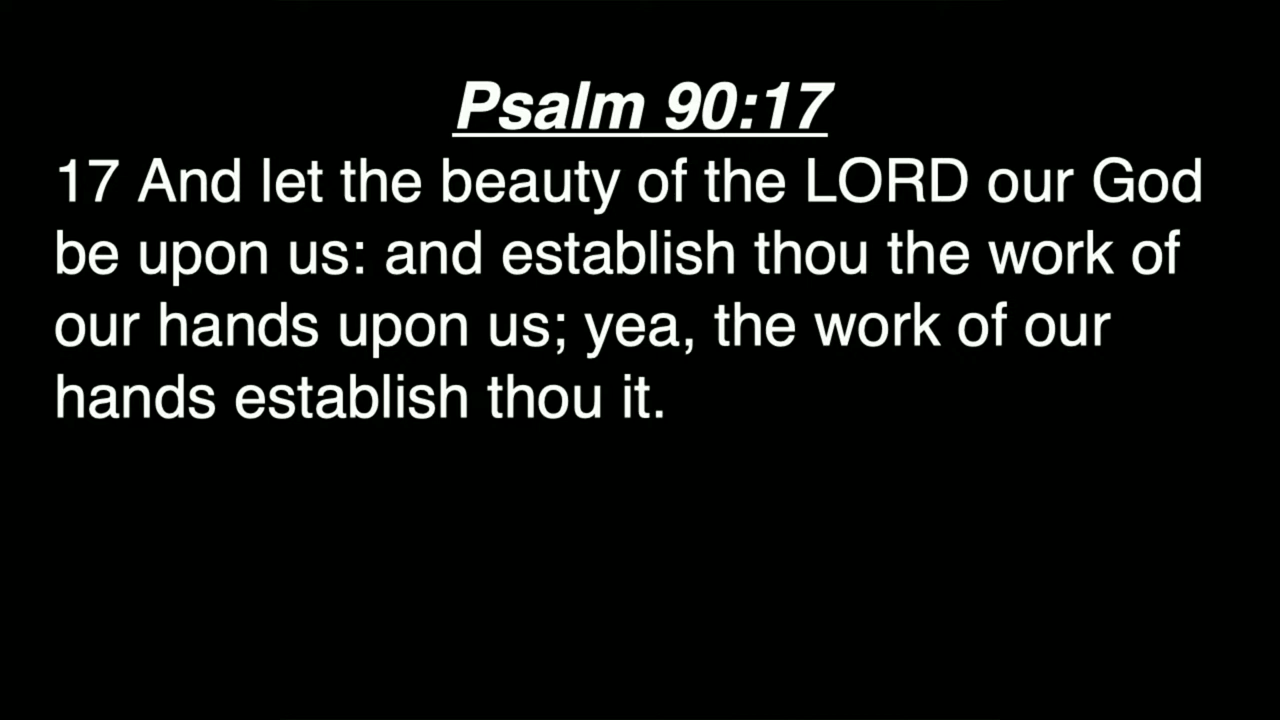 Psalm 90:17
17 And let the beauty of the LORD our God
be upon us: and establish thou the work of
our hands upon us; yea, the work of our
hands establish thou it.